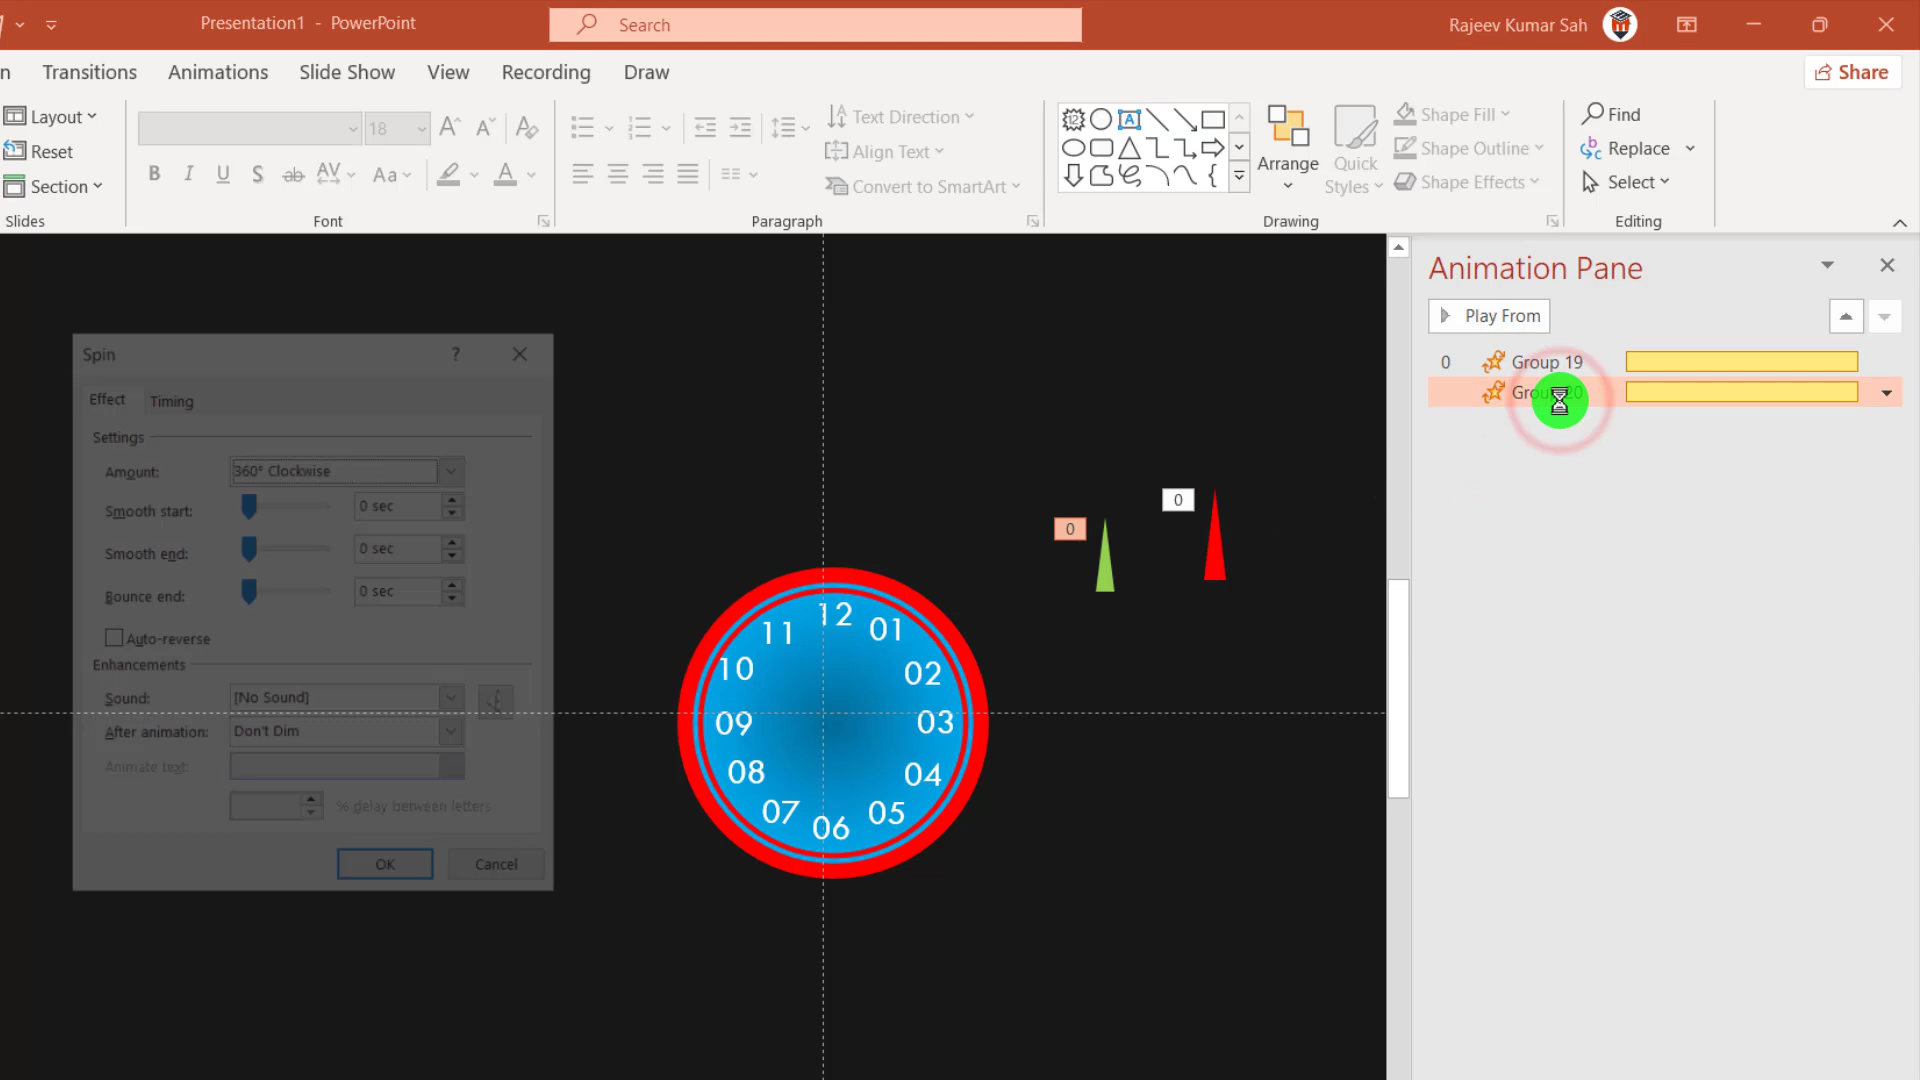 Presentation1 - PowerPoint
Search
Rajeev Kumar Sah
n Transitions Animations Slide Show View Recording Draw
Share
Layout
Reset
Section
Slides
18
B I U S ab AV Aa A
Font
Text Direction
Align Text
Convert to SmartArt
Paragraph
Arrange
Quick
Styles
Shape Fill
Shape Outline
Shape Effects
Drawing
Find
Replace
Select
Editing
Animation Pane
Play From
0 Group 19
Group 20
Spin ?
Effect Timing
Settings
Amount: 360° Clockwise
Smooth start: 0 sec
Smooth end: 0 sec
Bounce end: 0 sec
Auto-reverse
Enhancements
Sound: [No Sound]
After animation: Don't Dim
Animate text:
% delay between letters
OK Cancel
0
0
12
01
02
03
04
05
06
07
08
09
10
11